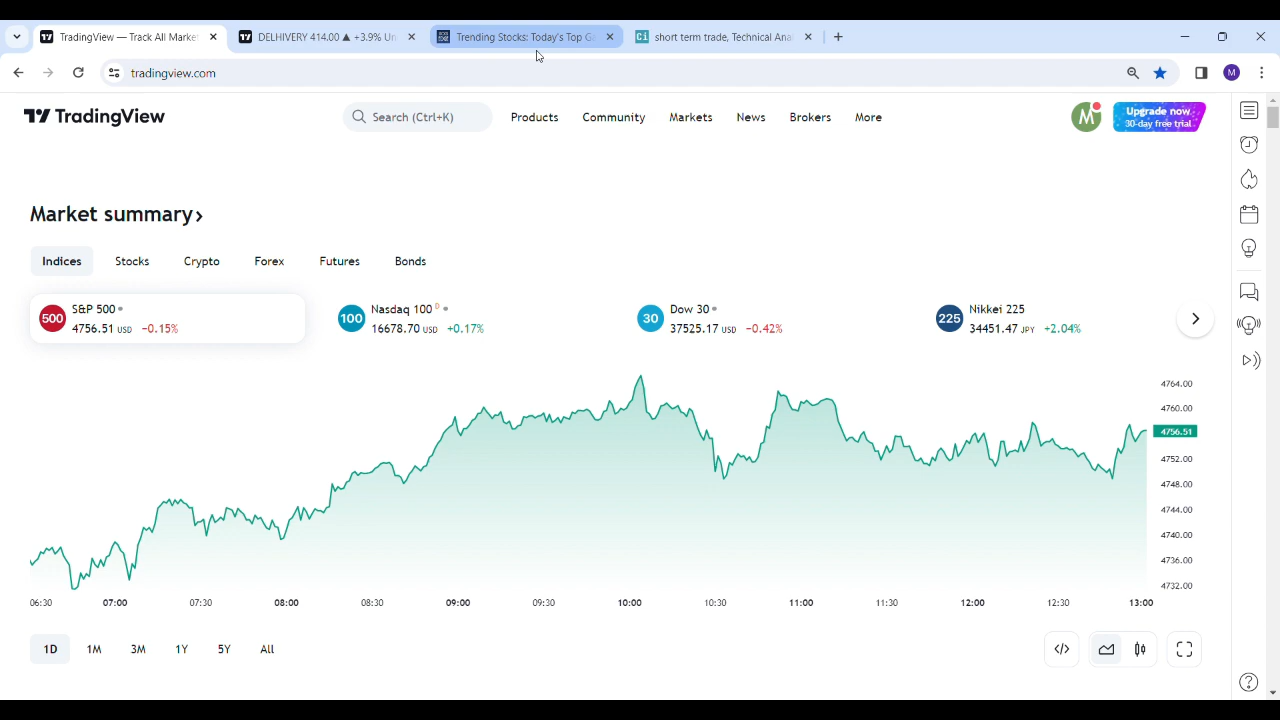 TradingView — Track All Market
DELHIVERY 414.00 ▲ +3.9% Un
Trending Stocks: Today's Top Ga
Ci short term trade, Technical Ana
tradingview.com
M
TradingView
Search (Ctrl+K)
Products
Community
Markets
News
Brokers
More
M
Upgrade now
30-day free trial
Market summary ›
Indices
Stocks
Crypto
Forex
Futures
Bonds
500
S&P 500
4756.51 USD −0.15%
100
Nasdaq 100 D
16678.70 USD +0.17%
30
Dow 30
37525.17 USD −0.42%
225
Nikkei 225
34451.47 JPY +2.04%
4764.00
4760.00
4756.51
4752.00
4748.00
4744.00
4740.00
4736.00
4732.00
06:30 07:00 07:30 08:00 08:30 09:00 09:30 10:00 10:30 11:00 11:30 12:00 12:30 13:00
1D
1M
3M
1Y
5Y
All